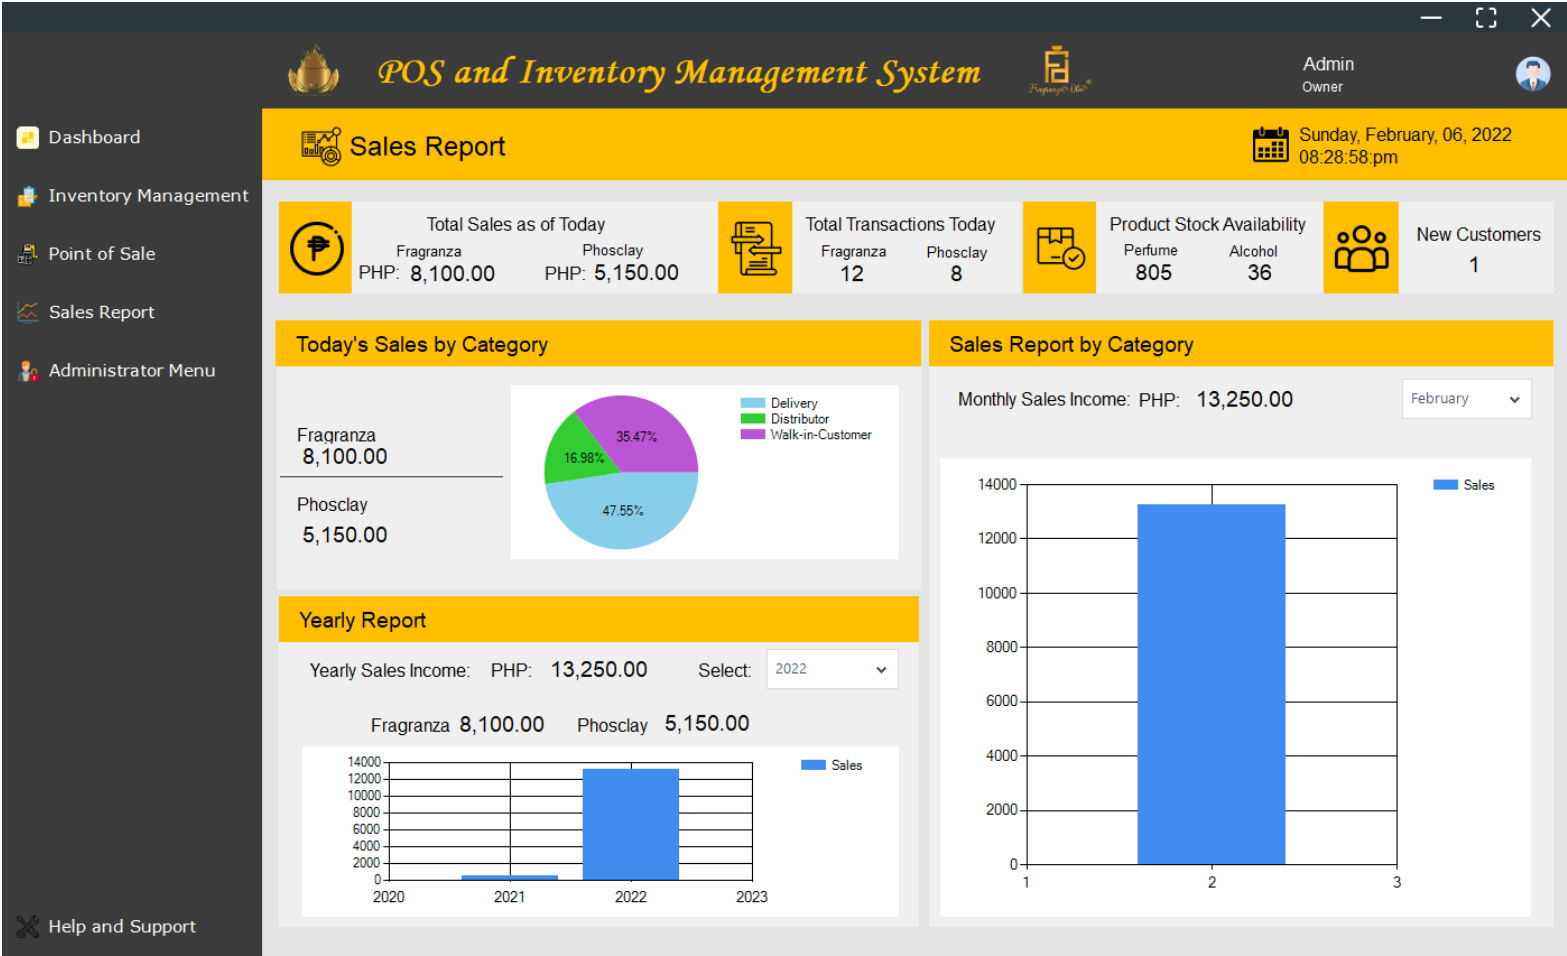 POS and Inventory Management System
Fragranza Olio
Admin
Owner
Dashboard
Inventory Management
Point of Sale
Sales Report
Administrator Menu
Help and Support
Sales Report
Sunday, February, 06, 2022
08:28:58:pm
Total Sales as of Today
Fragranza Phosclay
PHP: 8,100.00 PHP: 5,150.00
Total Transactions Today
Fragranza Phosclay
12 8
Product Stock Availability
Perfume Alcohol
805 36
New Customers
1
Today's Sales by Category
Fragranza
8,100.00
Phosclay
5,150.00
35.47%
16.98%
47.55%
Delivery
Distributor
Walk-in-Customer
Yearly Report
Yearly Sales Income: PHP: 13,250.00 Select: 2022
Fragranza 8,100.00 Phosclay 5,150.00
14000
12000
10000
8000
6000
4000
2000
0
2020 2021 2022 2023
Sales
Sales Report by Category
Monthly Sales Income: PHP: 13,250.00 February
14000
12000
10000
8000
6000
4000
2000
0
1 2 3
Sales